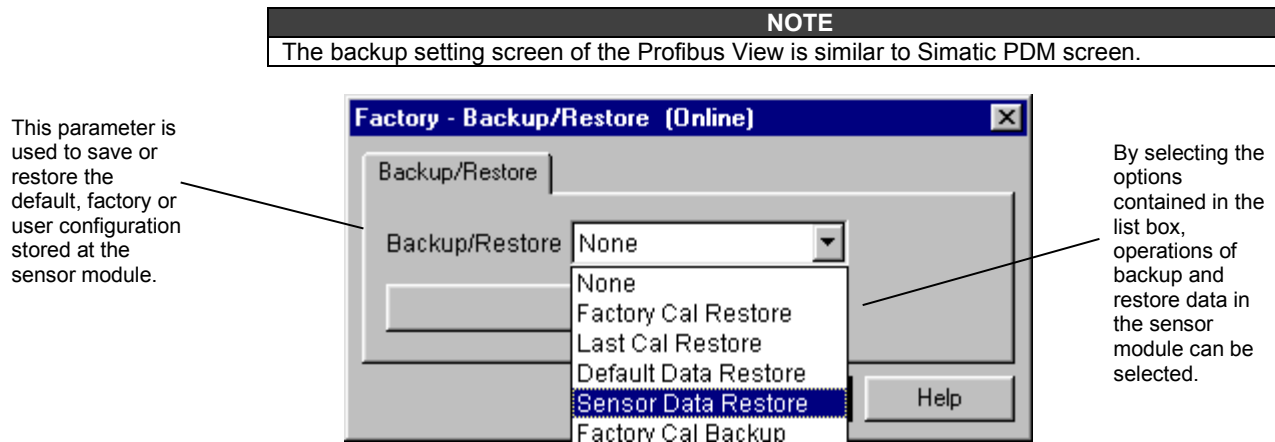 NOTE
The backup setting screen of the Profibus View is similar to Simatic PDM screen.
This parameter is
used to save or
restore the
default, factory or
user configuration
stored at the
sensor module.
Factory - Backup/Restore (Online)
Backup/Restore
Backup/Restore None
None
Factory Cal Restore
Last Cal Restore
Default Data Restore
Sensor Data Restore
Factory Cal Backup
Help
By selecting the
options
contained in the
list box,
operations of
backup and
restore data in
the sensor
module can be
selected.